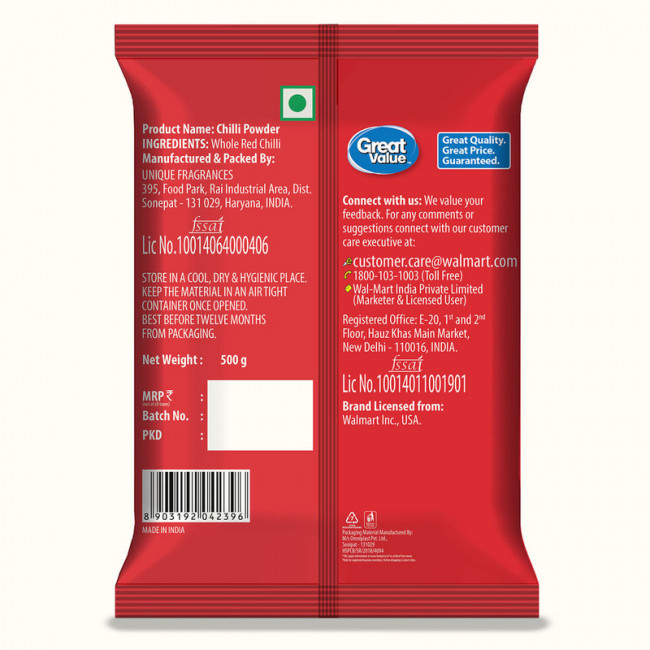 Product Name: Chilli Powder
INGREDIENTS: Whole Red Chilli
Manufactured & Packed By:
UNIQUE FRAGRANCES
395, Food Park, Rai Industrial Area, Dist.
Sonepat - 131 029, Haryana, INDIA.
fssai
Lic No.10014064000406
STORE IN A COOL, DRY & HYGIENIC PLACE.
KEEP THE MATERIAL IN AN AIR TIGHT
CONTAINER ONCE OPENED.
BEST BEFORE TWELVE MONTHS
FROM PACKAGING.
Net Weight : 500 g
MRP ₹ :
Batch No. :
PKD :
8 903192 042396
MADE IN INDIA
Great
Value™
Great Quality.
Great Price.
Guaranteed.
Connect with us: We value your
feedback. For any comments or
suggestions connect with our customer
care executive at:
customer.care@walmart.com
1800-103-1003 (Toll Free)
Wal-Mart India Private Limited
(Marketer & Licensed User)
Registered Office: E-20, 1st and 2nd
Floor, Hauz Khas Main Market,
New Delhi - 110016, INDIA.
fssai
Lic No.10014011001901
Brand Licensed from:
Walmart Inc., USA.
Packaging Material Manufactured By:
M/s Orientplast Pvt. Ltd.,
Sonipat - 131029